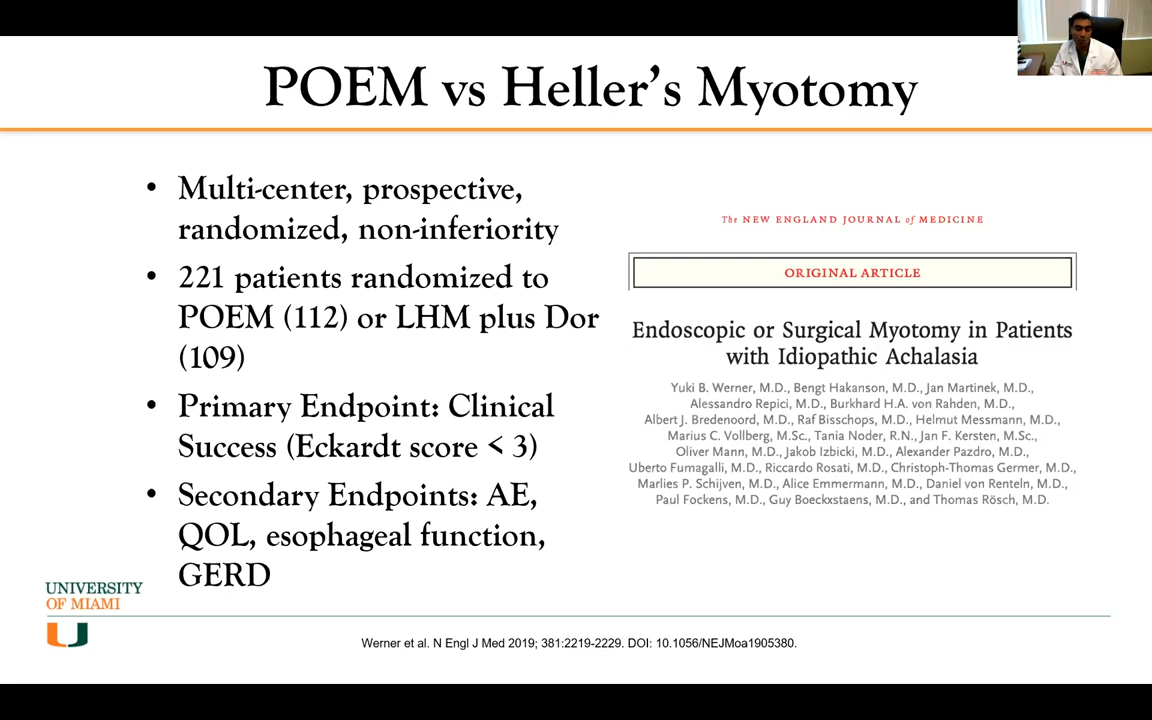 POEM vs Heller's Myotomy
• Multi-center, prospective,
randomized, non-inferiority
• 221 patients randomized to
POEM (112) or LHM plus Dor
(109)
• Primary Endpoint: Clinical
Success (Eckardt score < 3)
• Secondary Endpoints: AE,
QOL, esophageal function,
GERD
The NEW ENGLAND JOURNAL of MEDICINE
ORIGINAL ARTICLE
Endoscopic or Surgical Myotomy in Patients
with Idiopathic Achalasia
Yuki B. Werner, M.D., Bengt Hakanson, M.D., Jan Martinek, M.D.,
Alessandro Repici, M.D., Burkhard H.A. von Rahden, M.D.,
Albert J. Bredenoord, M.D., Raf Bisschops, M.D., Helmut Messmann, M.D.,
Marius C. Vollberg, M.Sc., Tania Noder, R.N., Jan F. Kersten, M.Sc.,
Oliver Mann, M.D., Jakob Izbicki, M.D., Alexander Pazdro, M.D.,
Uberto Fumagalli, M.D., Riccardo Rosati, M.D., Christoph-Thomas Germer, M.D.,
Marlies P. Schijven, M.D., Alice Emmermann, M.D., Daniel von Renteln, M.D.,
Paul Fockens, M.D., Guy Boeckxstaens, M.D., and Thomas Rösch, M.D.
UNIVERSITY
OF MIAMI
Werner et al. N Engl J Med 2019; 381:2219-2229. DOI: 10.1056/NEJMoa1905380.